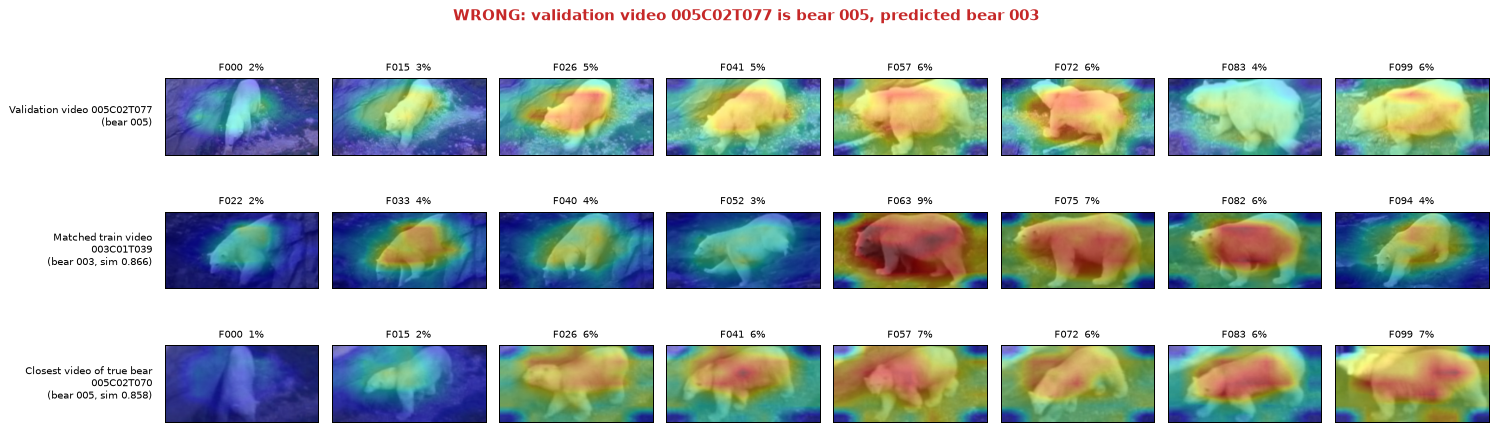 WRONG: validation video 005C02T077 is bear 005, predicted bear 003
F000 2%
F015 3%
F026 5%
F041 5%
F057 6%
F072 6%
F083 4%
F099 6%
Validation video 005C02T077
(bear 005)
F022 2%
F033 4%
F040 4%
F052 3%
F063 9%
F075 7%
F082 6%
F094 4%
Matched train video
003C01T039
(bear 003, sim 0.866)
F000 1%
F015 2%
F026 6%
F041 6%
F057 7%
F072 6%
F083 6%
F099 7%
Closest video of true bear
005C02T070
(bear 005, sim 0.858)